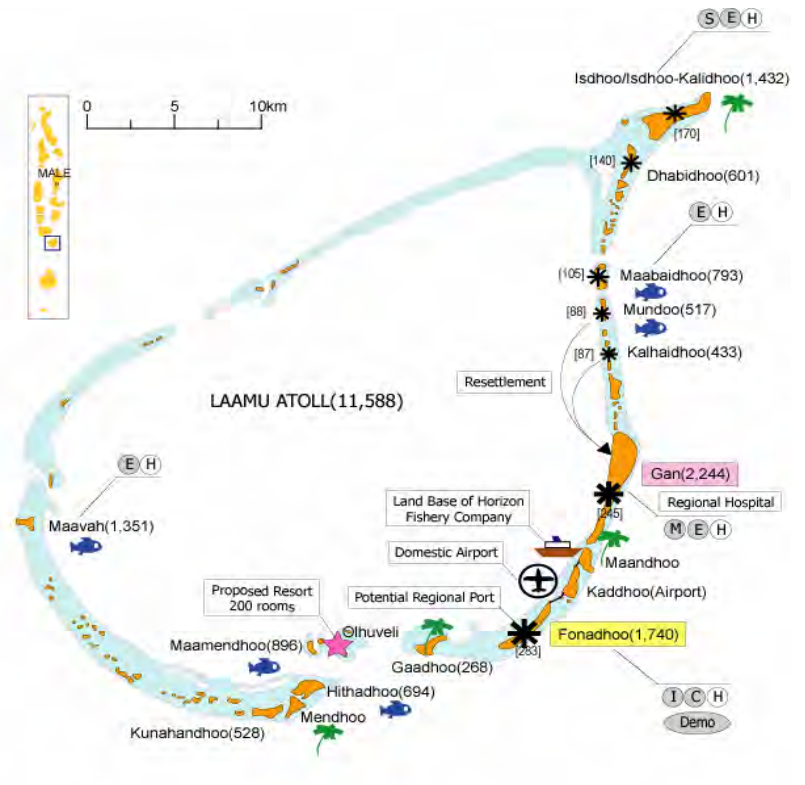 S E H
Isdhoo/Isdhoo-Kalidhoo(1,432)
0 5 10km
[170]
MALE
[140]
Dhabidhoo(601)
E H
[105]
Maabaidhoo(793)
[88]
Mundoo(517)
[87]
Kalhaidhoo(433)
Resettlement
LAAMU ATOLL(11,588)
E H
Gan(2,244)
Land Base of Horizon
Fishery Company
Regional Hospital
[245]
M E H
Maavah(1,351)
Domestic Airport
Maandhoo
Kaddhoo(Airport)
Proposed Resort
200 rooms
Potential Regional Port
Olhuveli
Maamendhoo(896)
Fonadhoo(1,740)
[283]
Gaadhoo(268)
Hithadhoo(694)
I C H
Demo
Mendhoo
Kunahandhoo(528)